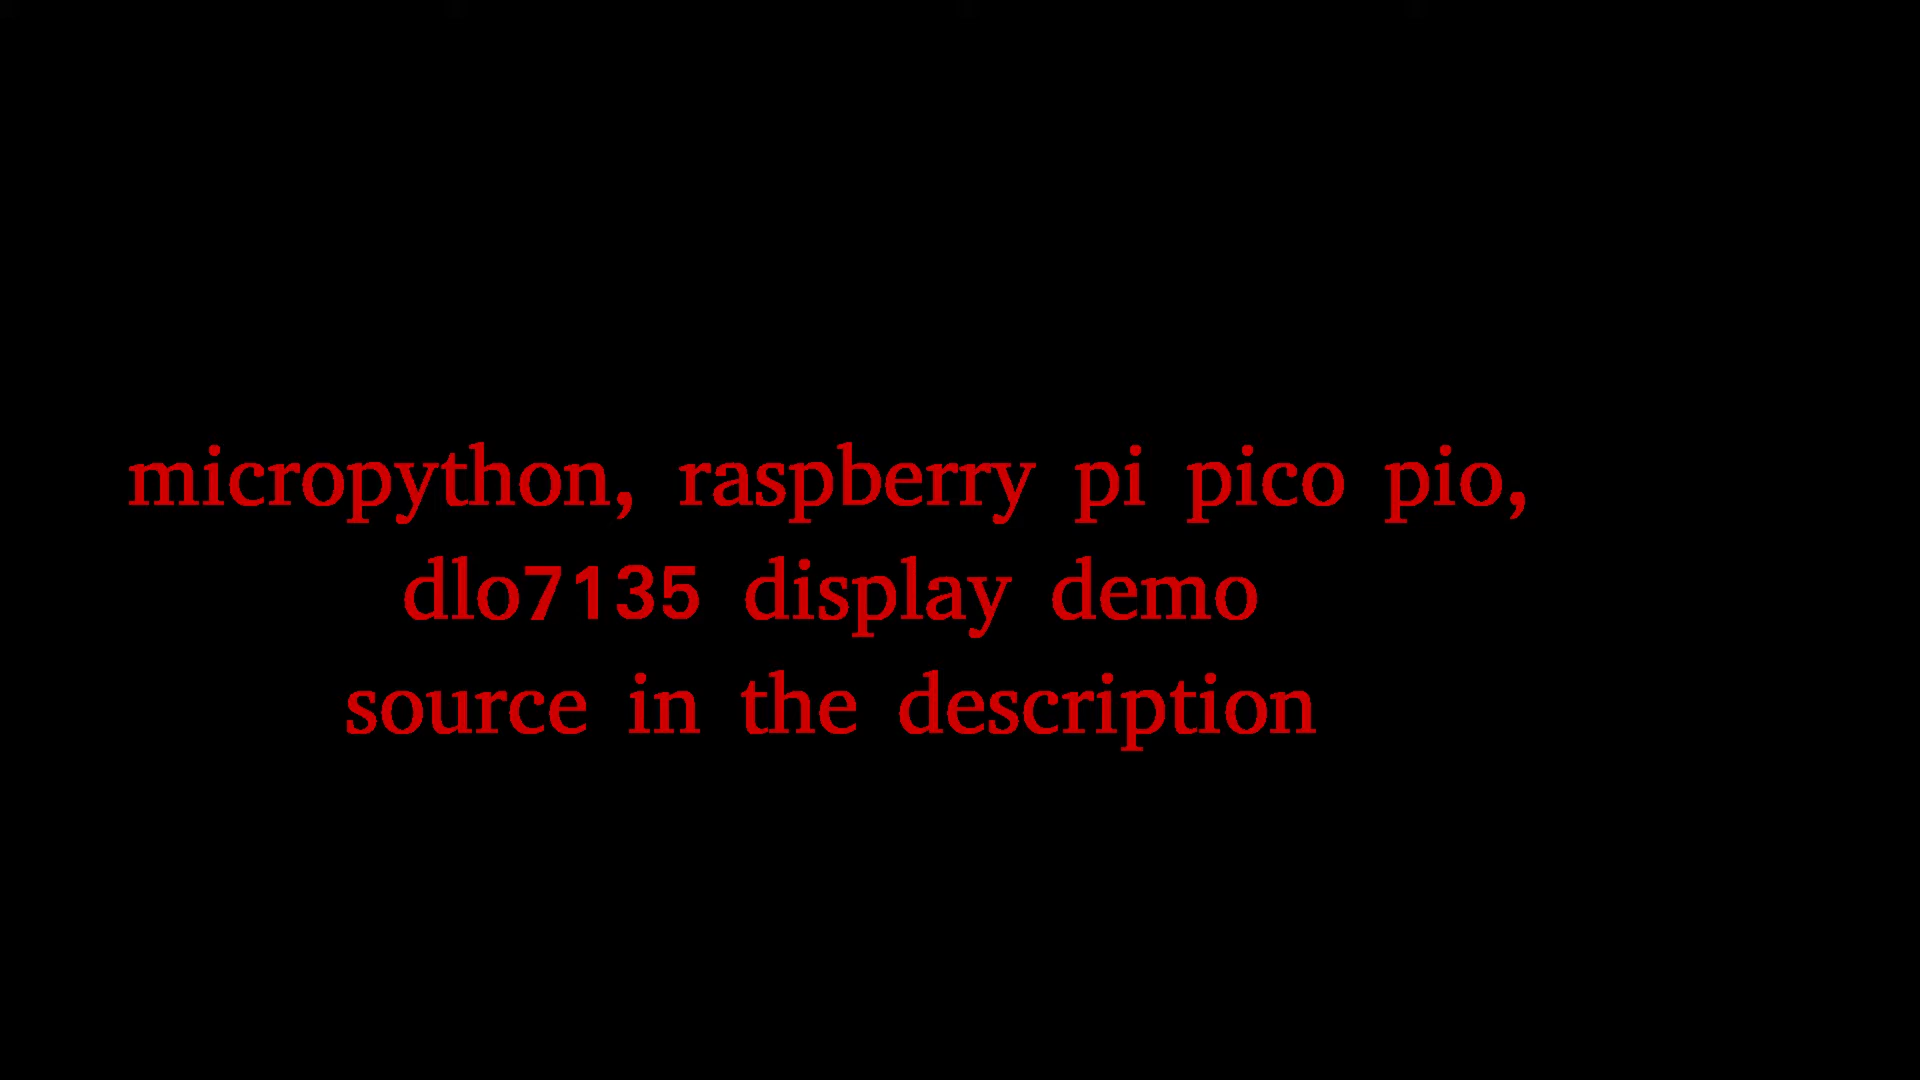 micropython, raspberry pi pico pio,
dlo7135 display demo
source in the description